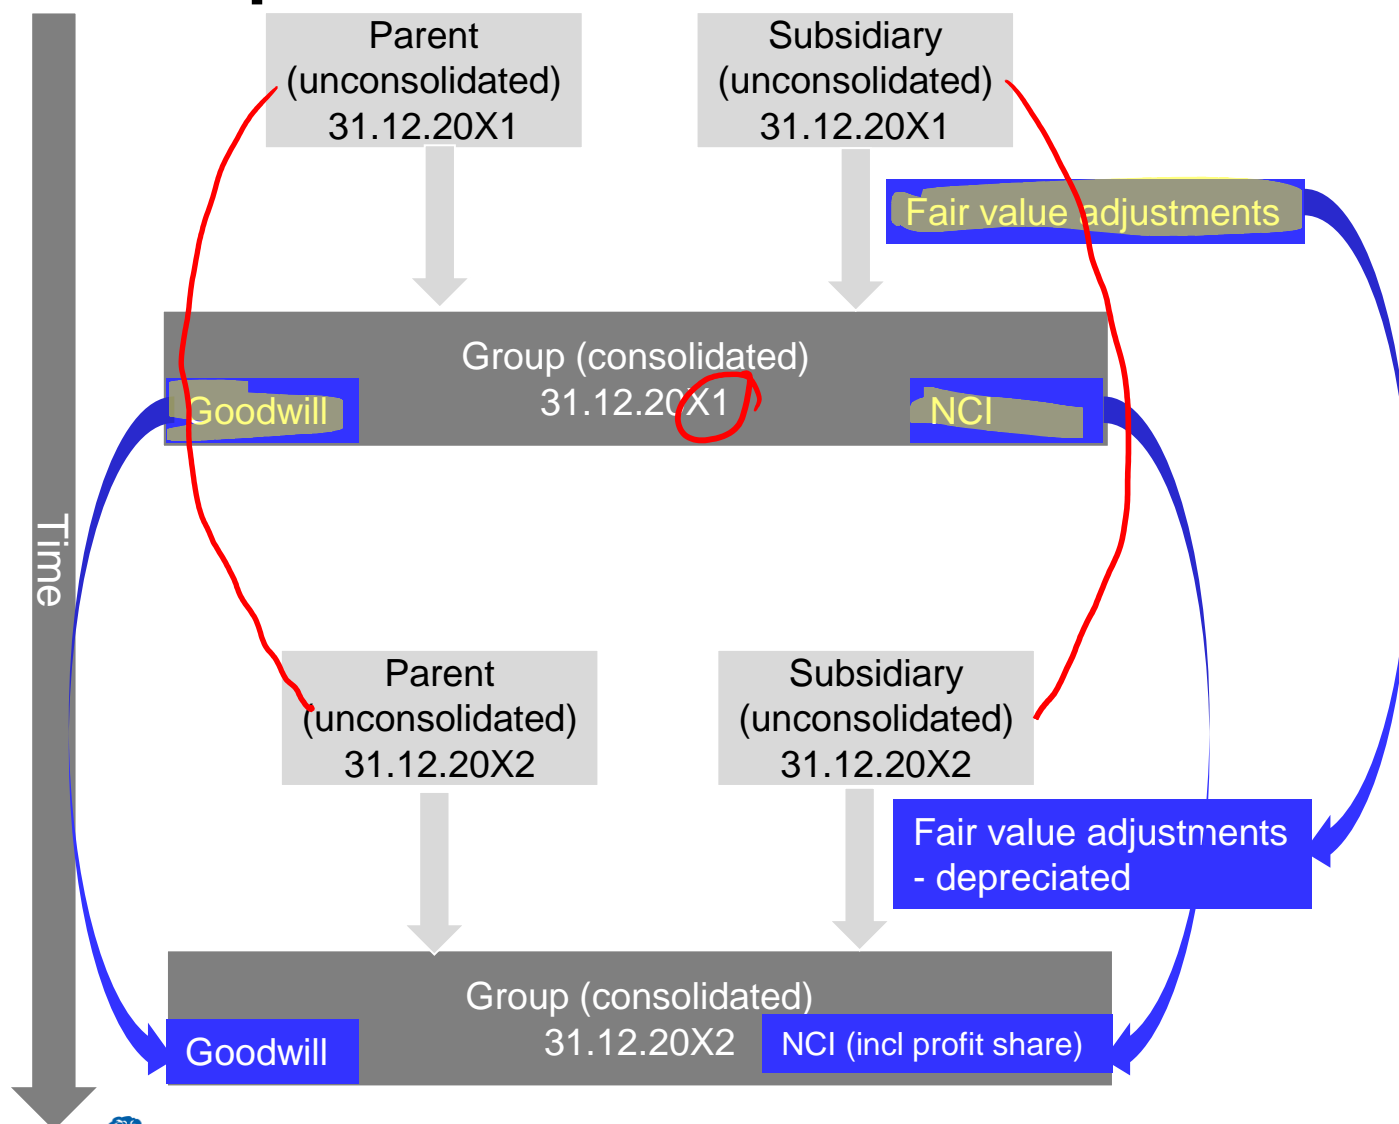 Parent
(unconsolidated)
31.12.20X1
Subsidiary
(unconsolidated)
31.12.20X1
Fair value adjustments
Group (consolidated)
31.12.20X1
Goodwill
NCI
Time
Parent
(unconsolidated)
31.12.20X2
Subsidiary
(unconsolidated)
31.12.20X2
Fair value adjustments
- depreciated
Group (consolidated)
31.12.20X2
Goodwill
NCI (incl profit share)